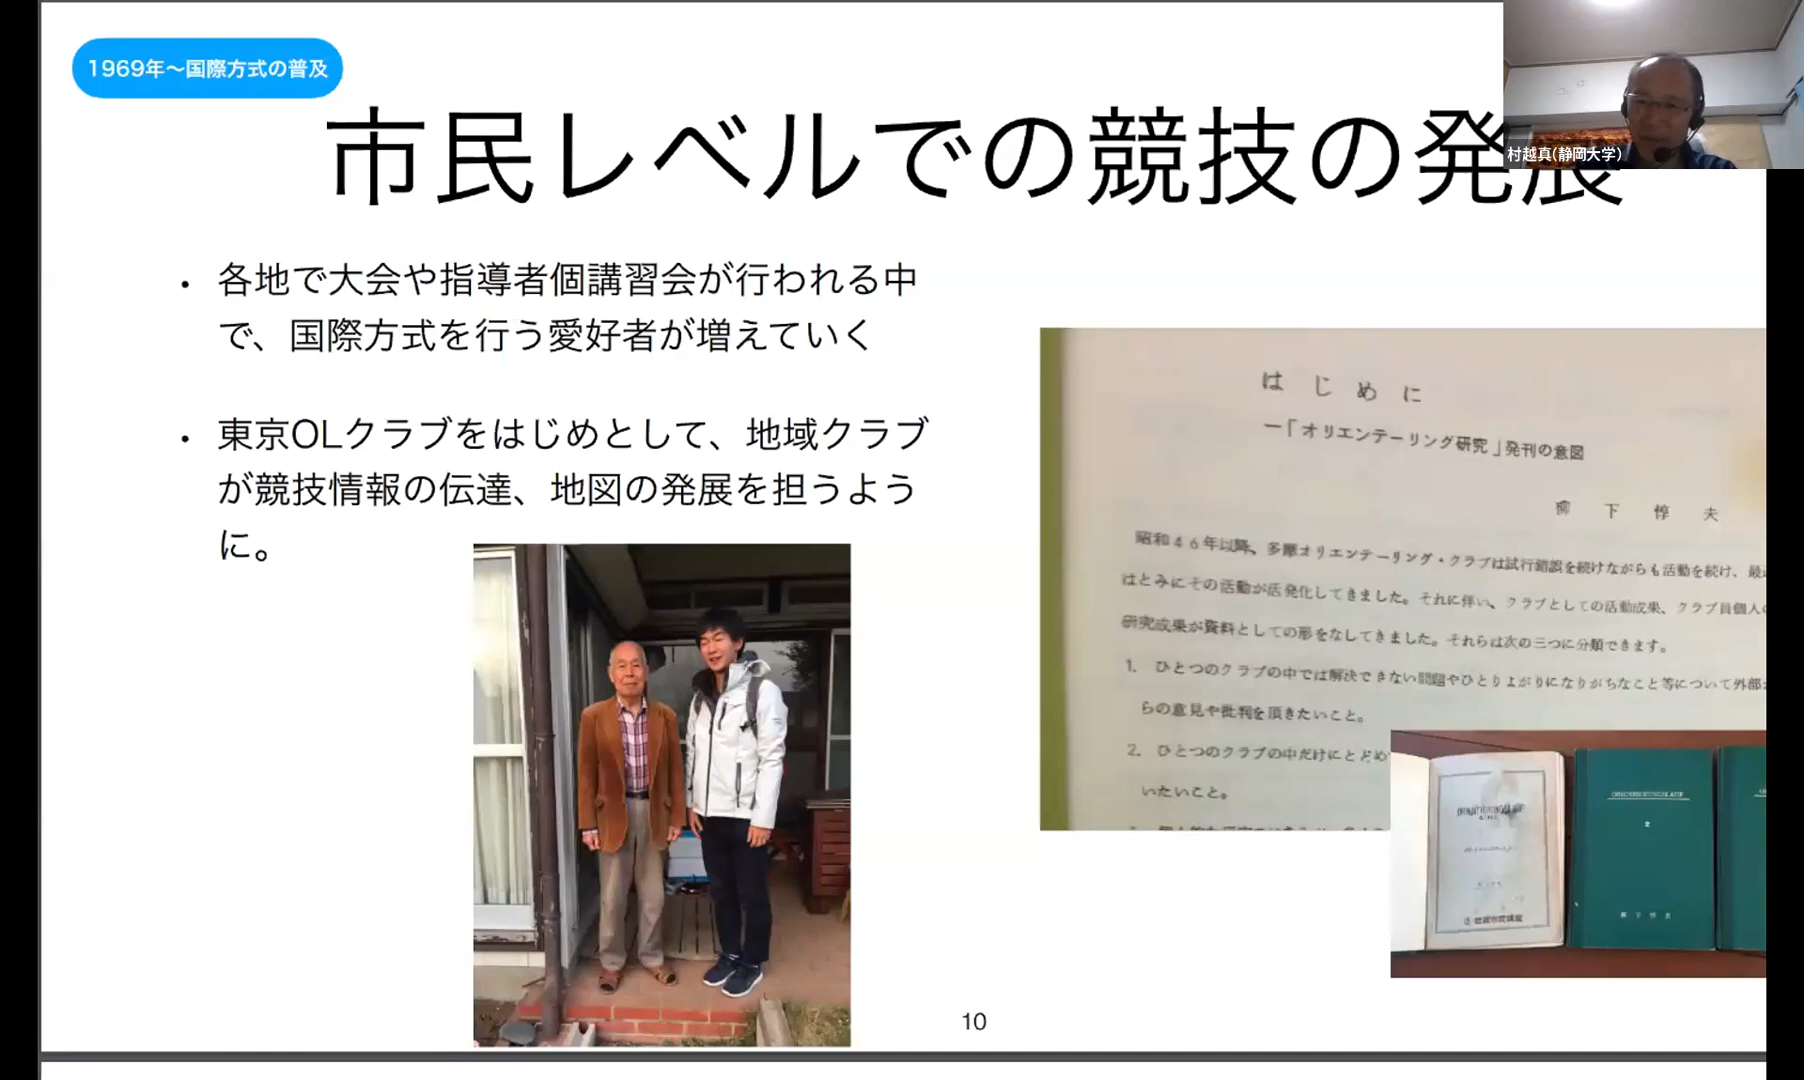 1969年〜国際方式の普及
市民レベルでの競技の発展
村越真(静岡大学)
・ 各地で大会や指導者個講習会が行われる中
で、国際方式を行う愛好者が増えていく
・ 東京OLクラブをはじめとして、地域クラブ
が競技情報の伝達、地図の発展を担うよう
に。
はじめに
―「オリエンテーリング研究」発刊の意図
柳下惇夫
昭和46年以降、多摩オリエンテーリング・クラブは試行錯誤を続けながらも活動を続け、最
はとみにその活動が活発化してきました。それに伴い、クラブとしての活動成果、クラブ員個人
研究成果が資料としての形をなしてきました。それらは次の三つに分類できます。
1. ひとつのクラブの中では解決できない問題やひとりよがりになりがちなこと等について外部
らの意見や批判を頂きたいこと。
2. ひとつのクラブの中だけにとどめ
いたいこと。
ORIENTIERUNGSLAUF
2
柳下惇夫
10